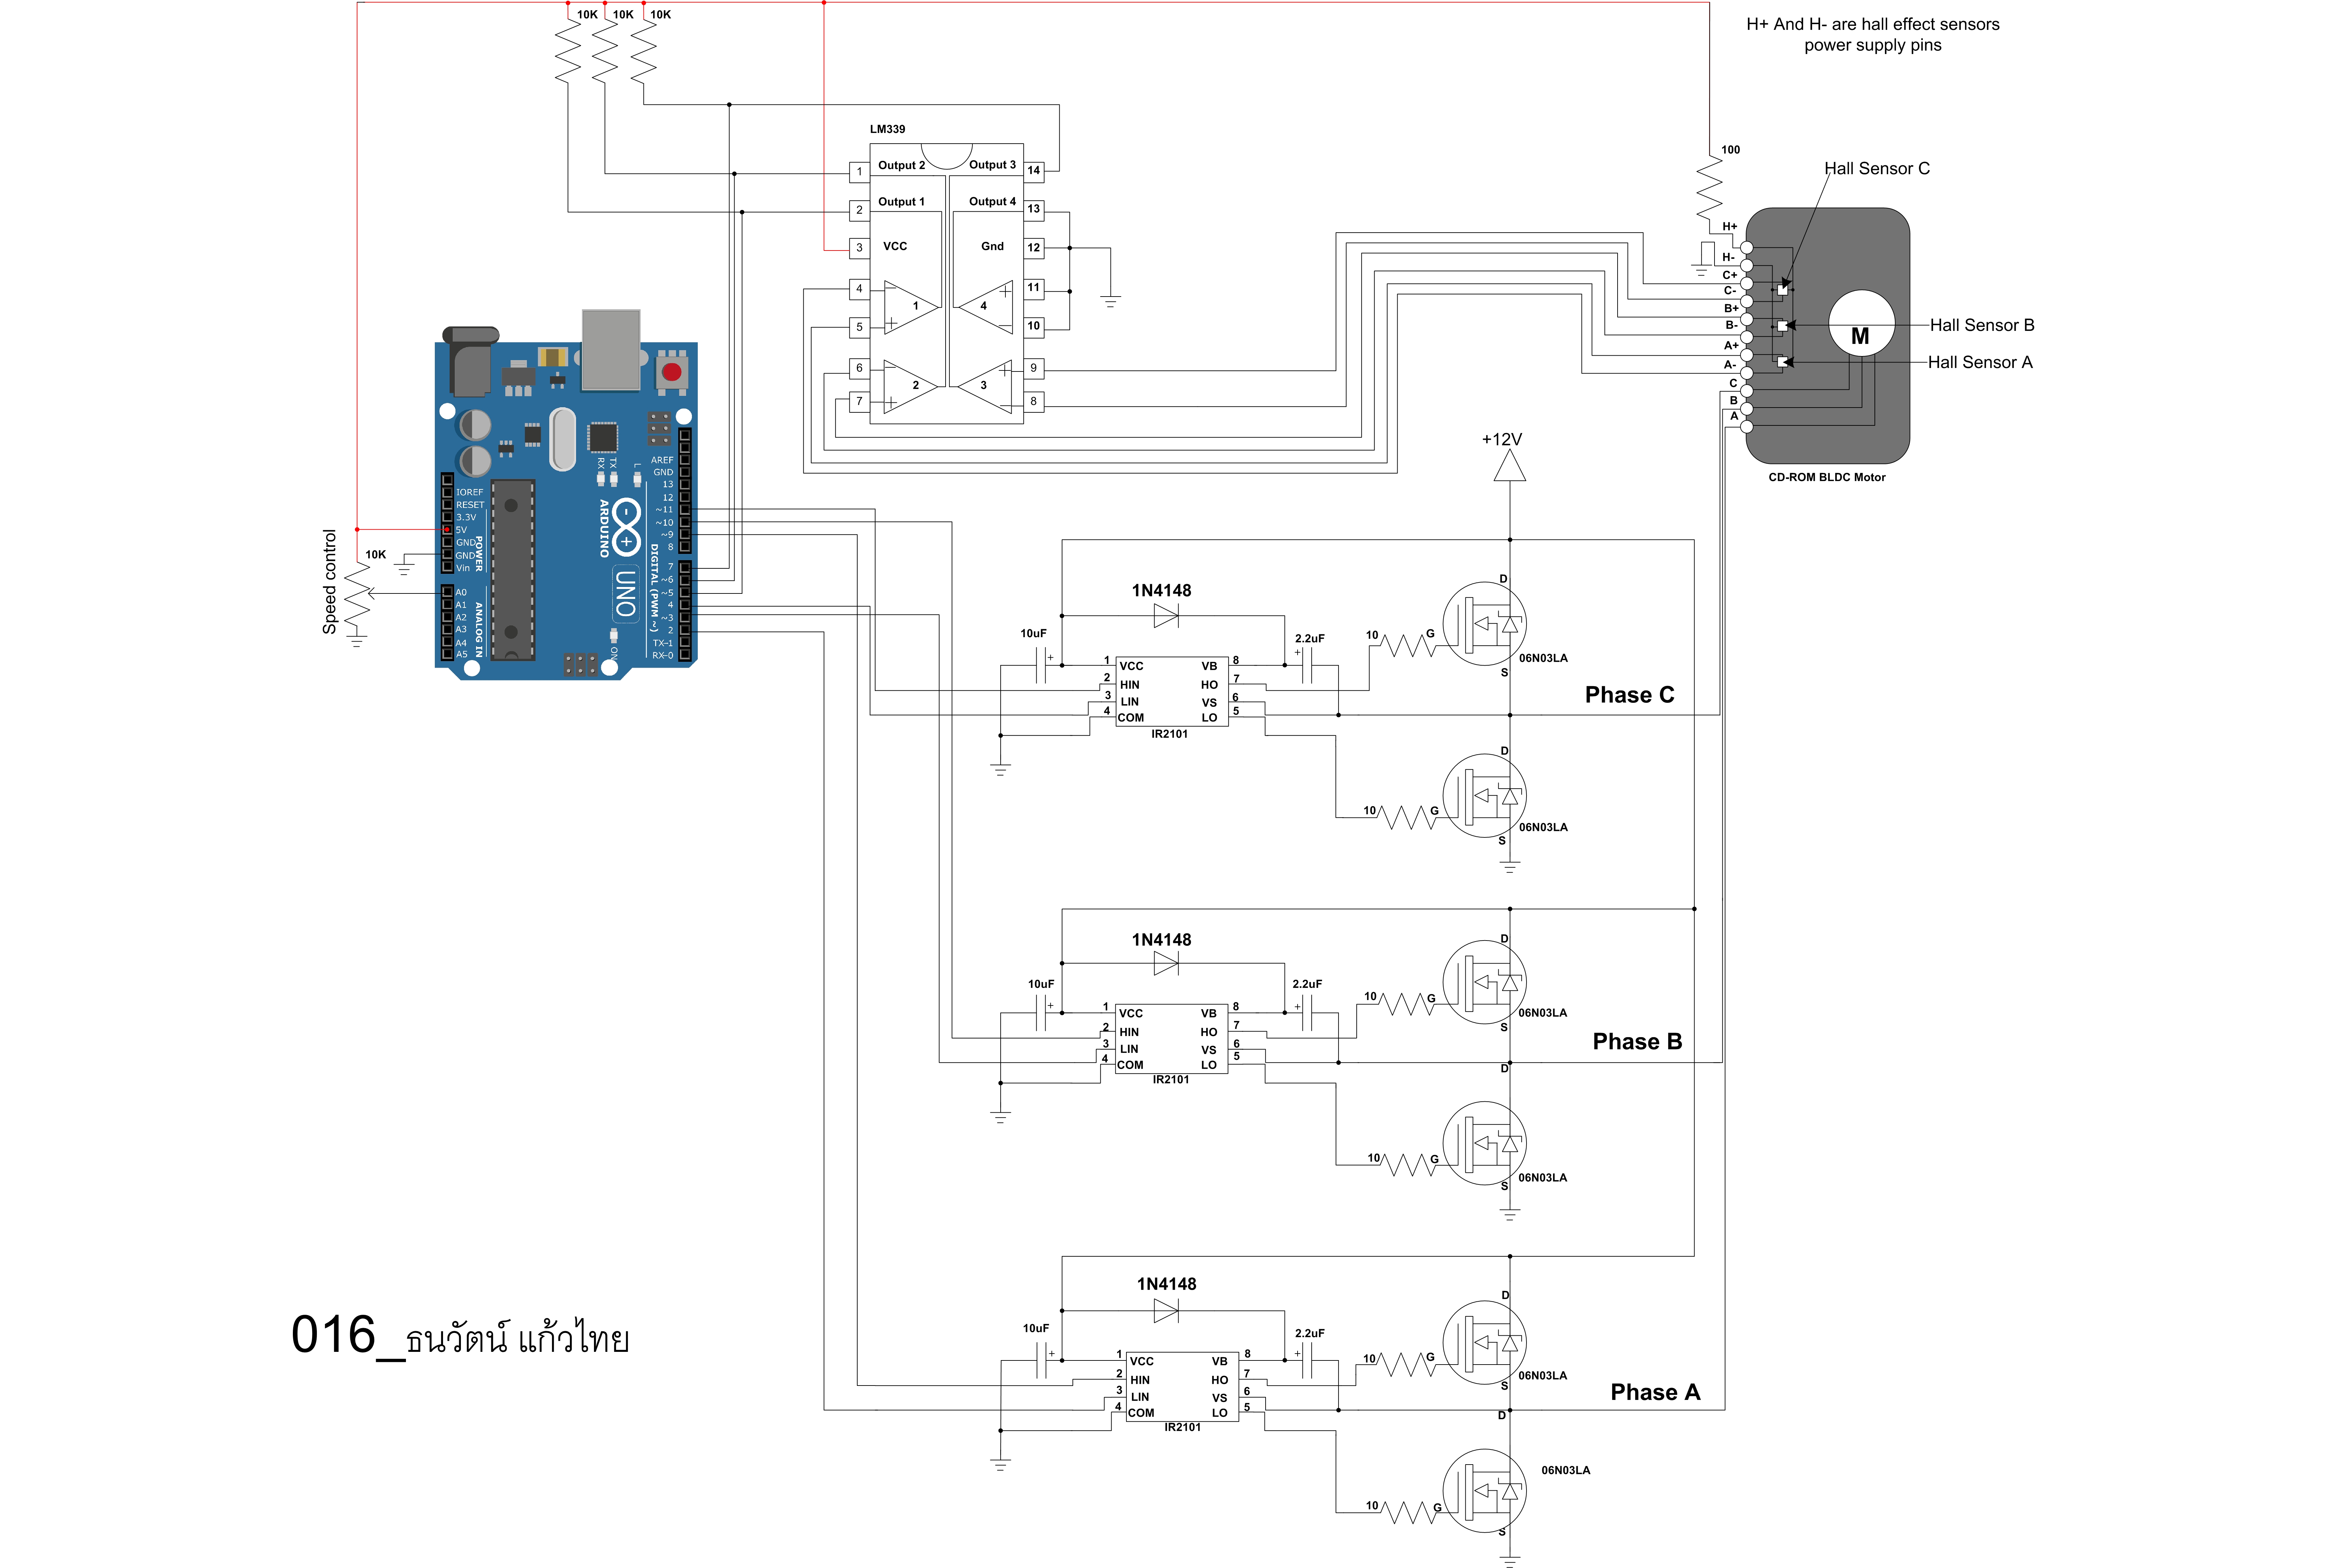 10K
10K
10K
H+ And H- are hall effect sensors
power supply pins
LM339
100
Hall Sensor C
1
Output 2
Output 3
14
2
Output 1
Output 4
13
3
VCC
Gnd
12
4
1
4
11
5
10
6
2
3
9
7
8
H+
H-
C+
C-
B+
B-
A+
A-
C
B
A
M
Hall Sensor B
Hall Sensor A
CD-ROM BLDC Motor
+12V
Speed control
10K
IOREF
RESET
3.3V
5V
GND
GND
Vin
POWER
A0
A1
A2
A3
A4
A5
ANALOG IN
RX
TX
L
ARDUINO
UNO
ON
AREF
GND
13
12
~11
~10
~9
8
7
~6
~5
4
~3
2
TX-1
RX-0
DIGITAL (PWM ~)
1N4148
10uF
2.2uF
1 VCC VB 8
2 HIN HO 7
3 LIN VS 6
4 COM LO 5
IR2101
10
G
D
S
06N03LA
Phase C
10
G
D
S
06N03LA
1N4148
10uF
2.2uF
1 VCC VB 8
2 HIN HO 7
3 LIN VS 6
4 COM LO 5
IR2101
10
G
D
S
06N03LA
Phase B
10
G
D
S
06N03LA
1N4148
10uF
2.2uF
1 VCC VB 8
2 HIN HO 7
3 LIN VS 6
4 COM LO 5
IR2101
10
G
D
S
06N03LA
Phase A
10
G
D
S
06N03LA
016_ธนวัตน์ แก้วไทย